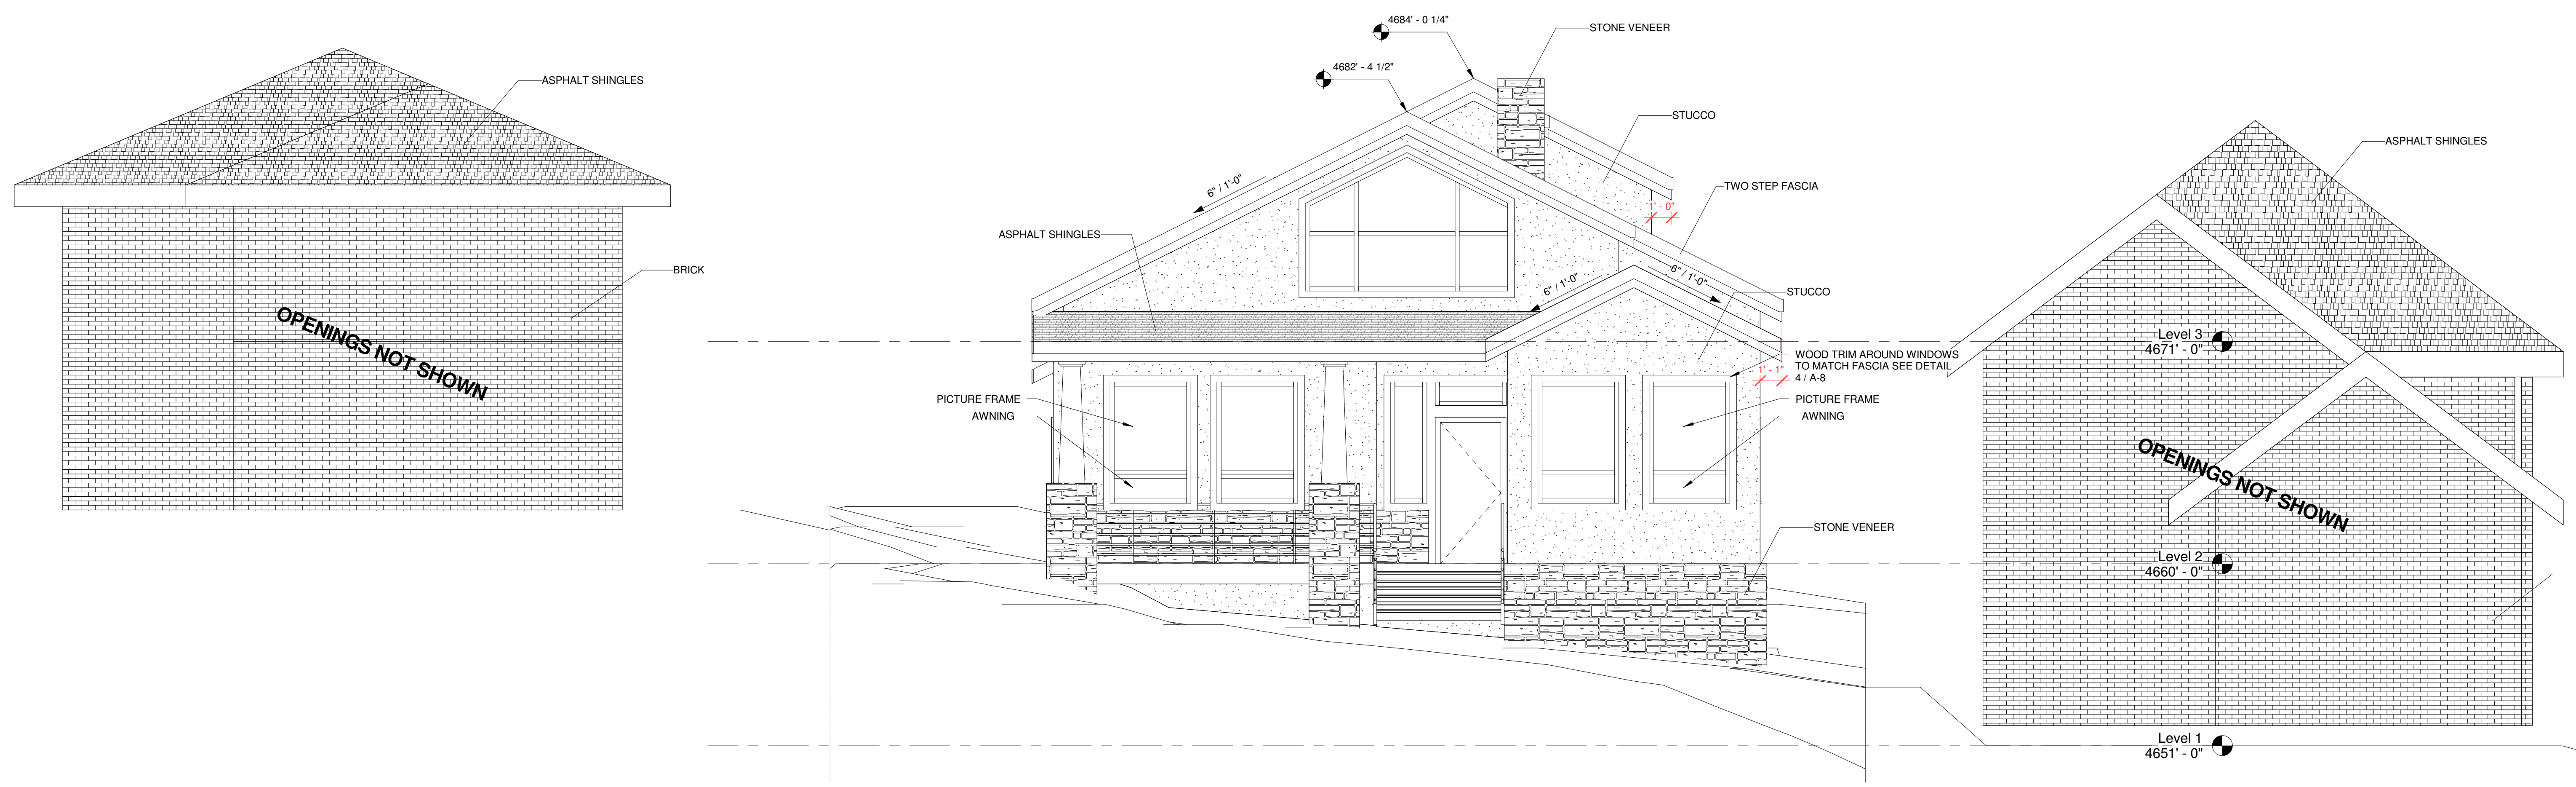 4684' - 0 1/4"
STONE VENEER
4682' - 4 1/2"
ASPHALT SHINGLES
STUCCO
ASPHALT SHINGLES
6" / 1'-0"
TWO STEP FASCIA
1' - 0"
ASPHALT SHINGLES
BRICK
6" / 1'-0"
6" / 1'-0"
STUCCO
OPENINGS NOT SHOWN
Level 3
4671' - 0"
WOOD TRIM AROUND WINDOWS
TO MATCH FASCIA SEE DETAIL
4 / A-8
1' - 1"
PICTURE FRAME
AWNING
PICTURE FRAME
AWNING
OPENINGS NOT SHOWN
STONE VENEER
Level 2
4660' - 0"
Level 1
4651' - 0"